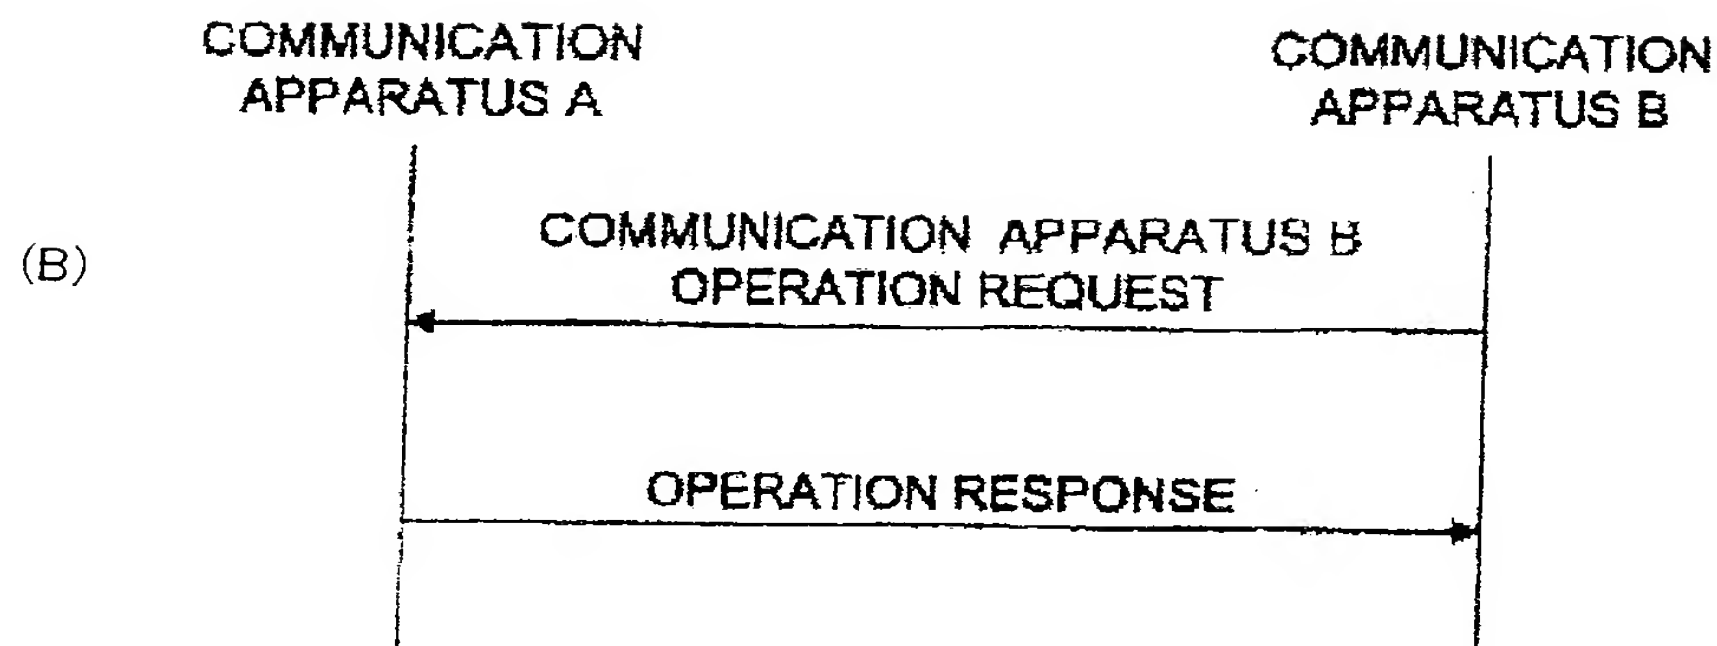 COMMUNICATION
APPARATUS A
COMMUNICATION
APPARATUS B
(B)
COMMUNICATION APPARATUS B
OPERATION REQUEST
OPERATION RESPONSE